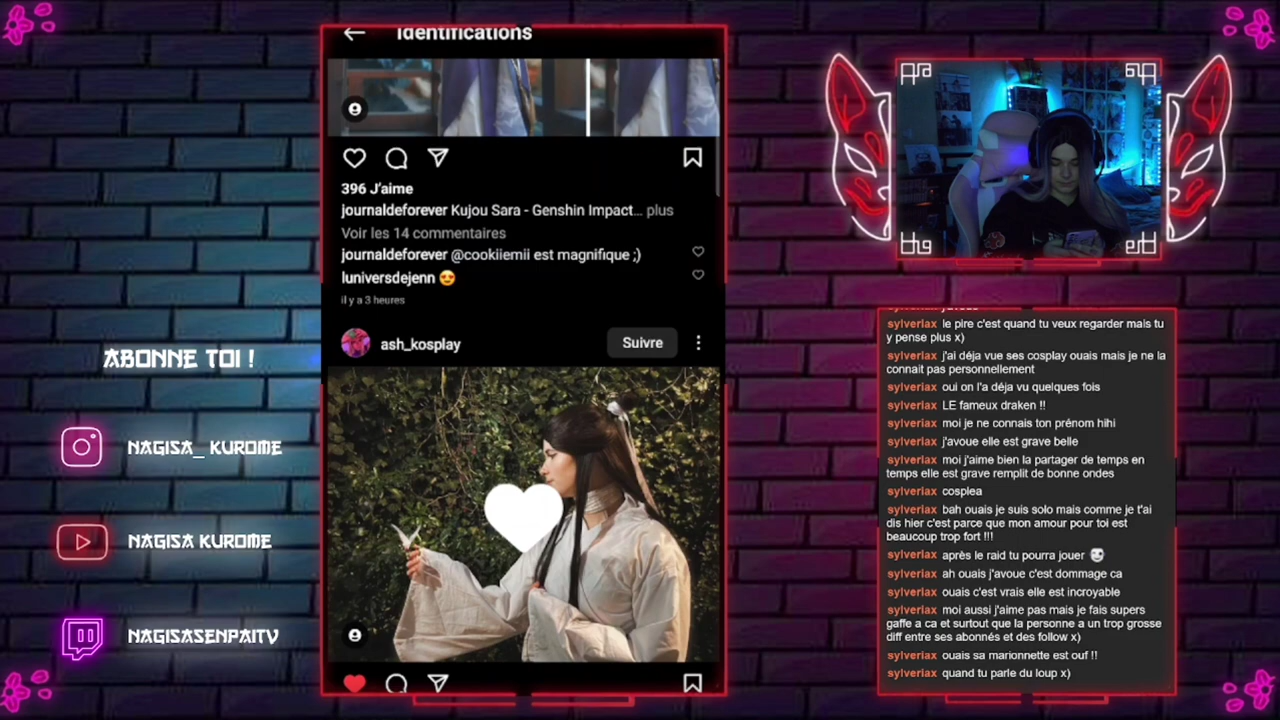 Identifications
396 J'aime
journaldeforever Kujou Sara - Genshin Impact... plus
Voir les 14 commentaires
journaldeforever @cookiiemii est magnifique ;)
luniversdejenn 😍
il y a 3 heures
ash_kosplay
Suivre
ABONNE TOI !
NAGISA_KUROME
NAGISA KUROME
NAGISASENPAITV
sylveriax le pire c'est quand tu veux regarder mais tu
y pense plus x)
sylveriax j'ai déja vue ses cosplay ouais mais je ne la
connait pas personnellement
sylveriax oui on l'a déja vu quelques fois
sylveriax LE fameux draken !!
sylveriax moi je ne connais ton prénom hihi
sylveriax j'avoue elle est grave belle
sylveriax moi j'aime bien la partager de temps en
temps elle est grave remplit de bonne ondes
sylveriax cosplea
sylveriax bah ouais je suis solo mais comme je t'ai
dis hier c'est parce que mon amour pour toi est
beaucoup trop fort !!!
sylveriax après le raid tu pourra jouer
sylveriax ah ouais j'avoue c'est dommage ca
sylveriax ouais c'est vrais elle est incroyable
sylveriax moi aussi j'aime pas mais je fais supers
gaffe a ca et surtout que la personne a un trop grosse
diff entre ses abonnés et des follow x)
sylveriax ouais sa marionnette est ouf !!
sylveriax quand tu parle du loup x)